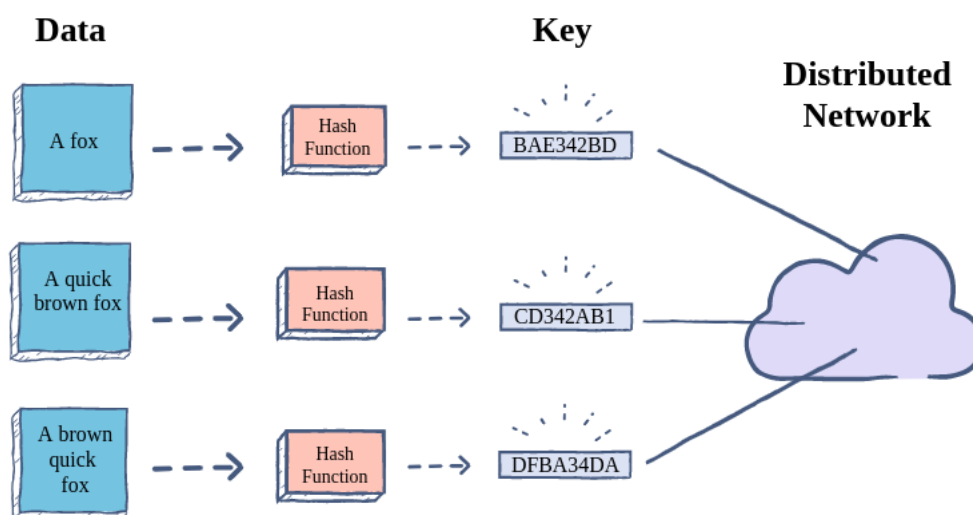 Data
Key
Distributed
Network
A fox
Hash
Function
BAE342BD
A quick
brown fox
Hash
Function
CD342AB1
A brown
quick
fox
Hash
Function
DFBA34DA